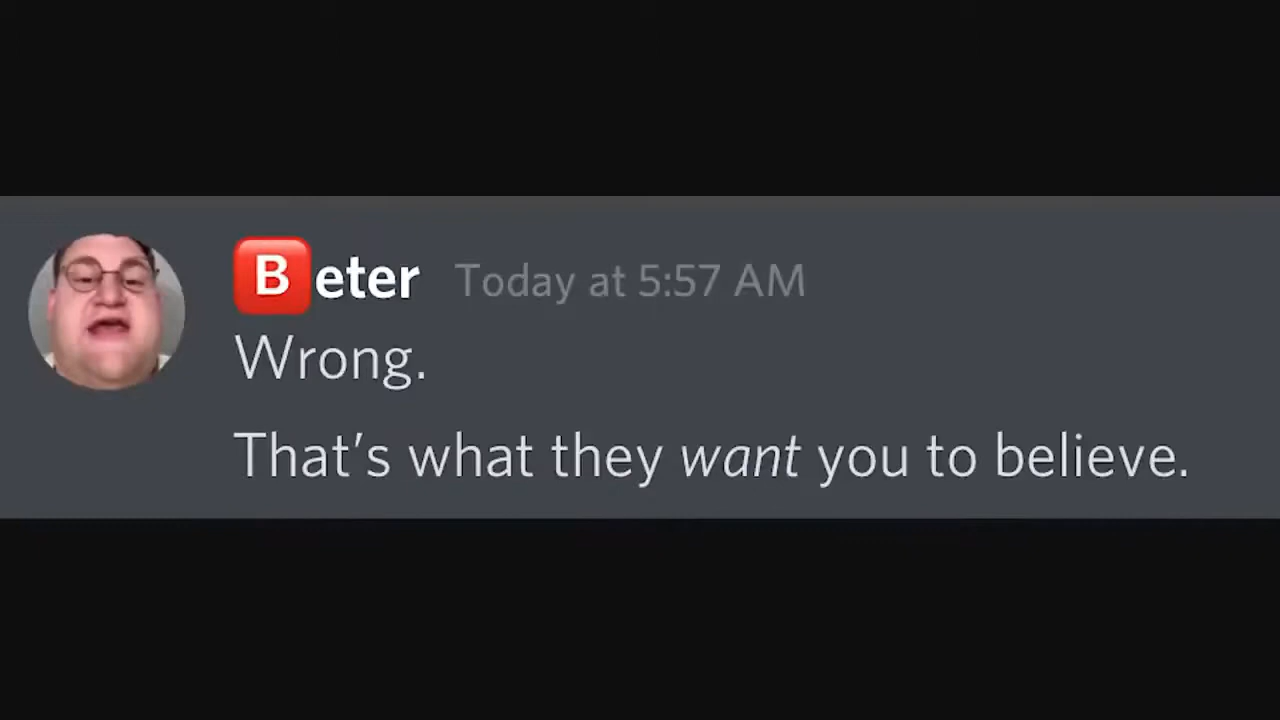 🅱eter Today at 5:57 AM
Wrong.
That's what they want you to believe.